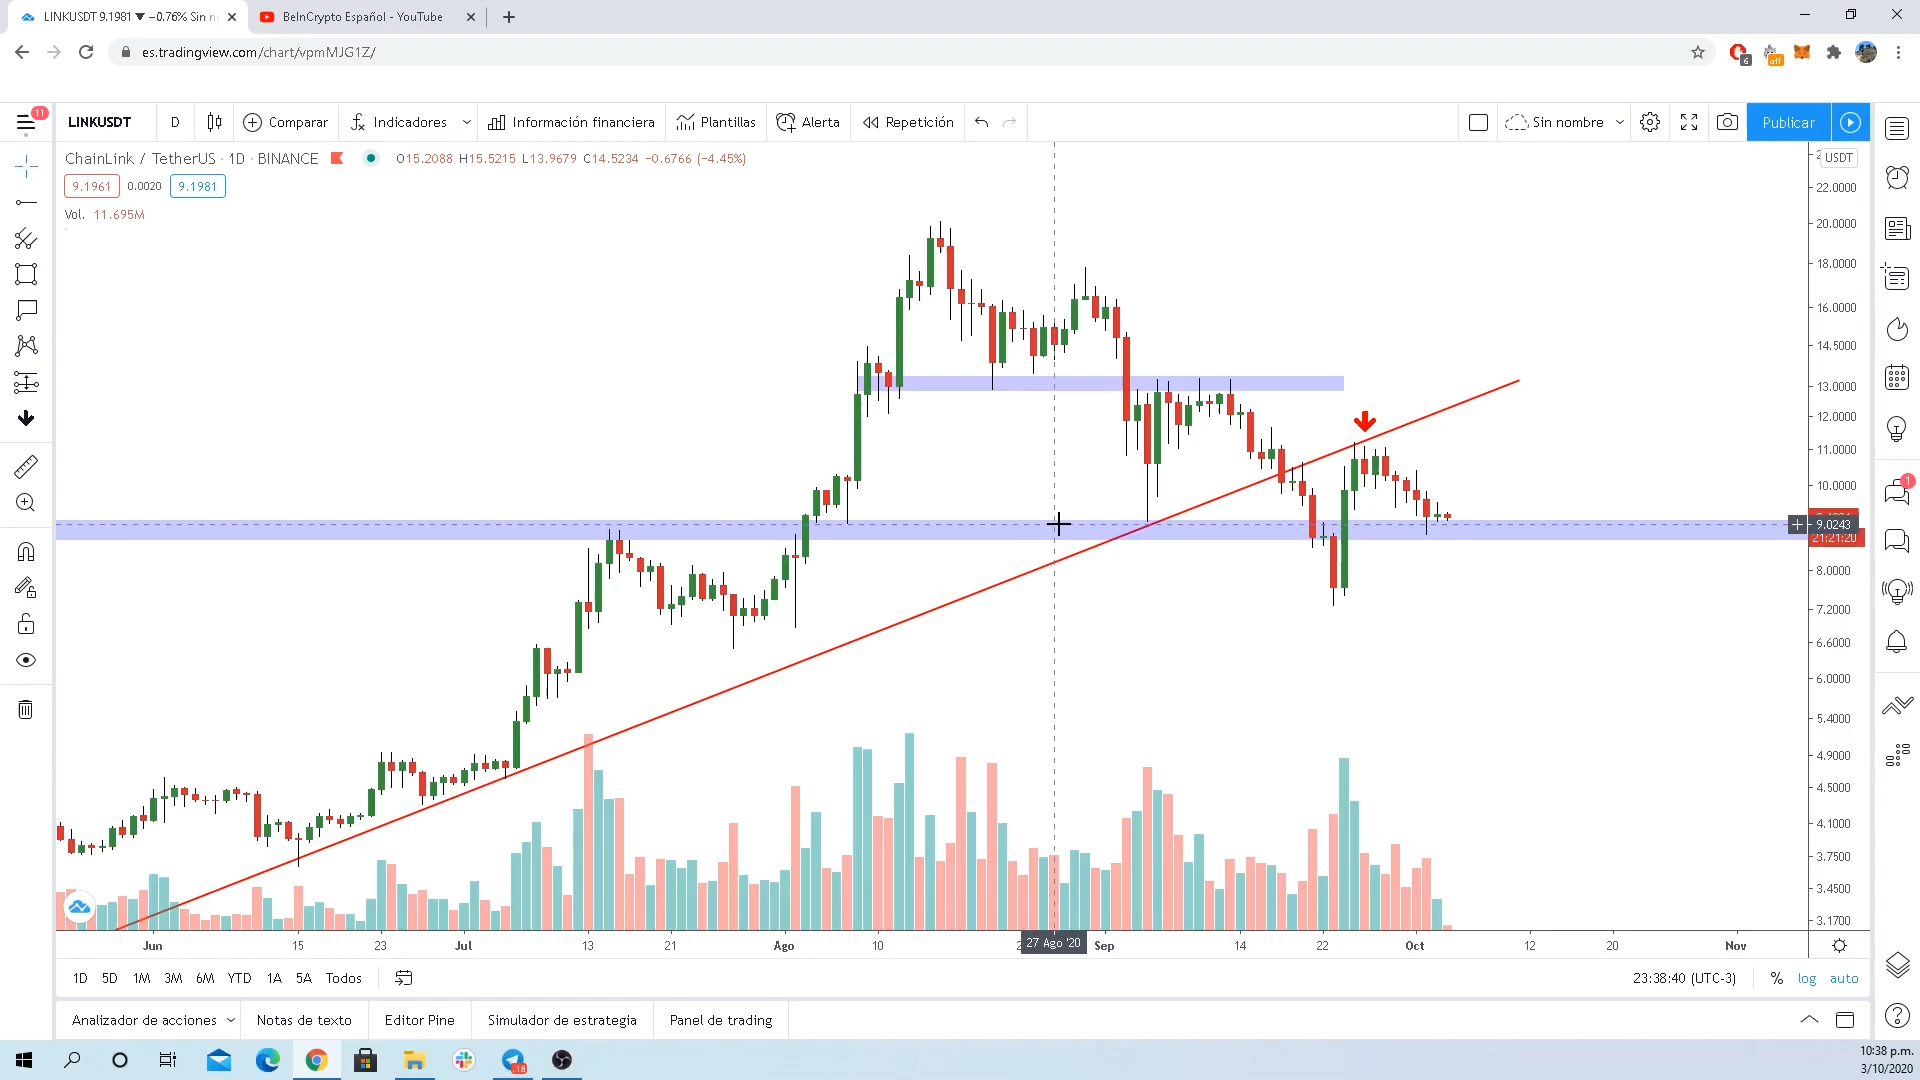 LINKUSDT 9.1981 ▼ −0.76% Sin n
BeInCrypto Español - YouTube
es.tradingview.com/chart/vpmMJG1Z/
6
off
11
LINKUSDT
D
Comparar
Indicadores
Información financiera
Plantillas
Alerta
Repetición
Sin nombre
Publicar
ChainLink / TetherUS · 1D · BINANCE
O15.2088 H15.5215 L13.9679 C14.5234 −0.6766 (−4.45%)
USDT
9.1961 0.0020 9.1981
Vol. 11.695M
22.0000
20.0000
18.0000
16.0000
14.5000
13.0000
12.0000
11.0000
10.0000
9.0243
21:21:20
8.0000
7.2000
6.6000
6.0000
5.4000
4.9000
4.5000
4.1000
3.7500
3.4500
3.1700
1
Jun 15 23 Jul 13 21 Ago 10 27 Ago '20 Sep 14 22 Oct 12 20 Nov
1D 5D 1M 3M 6M YTD 1A 5A Todos
23:38:40 (UTC-3) % log auto
Analizador de acciones Notas de texto Editor Pine Simulador de estrategia Panel de trading
18
10:38 p.m.
3/10/2020